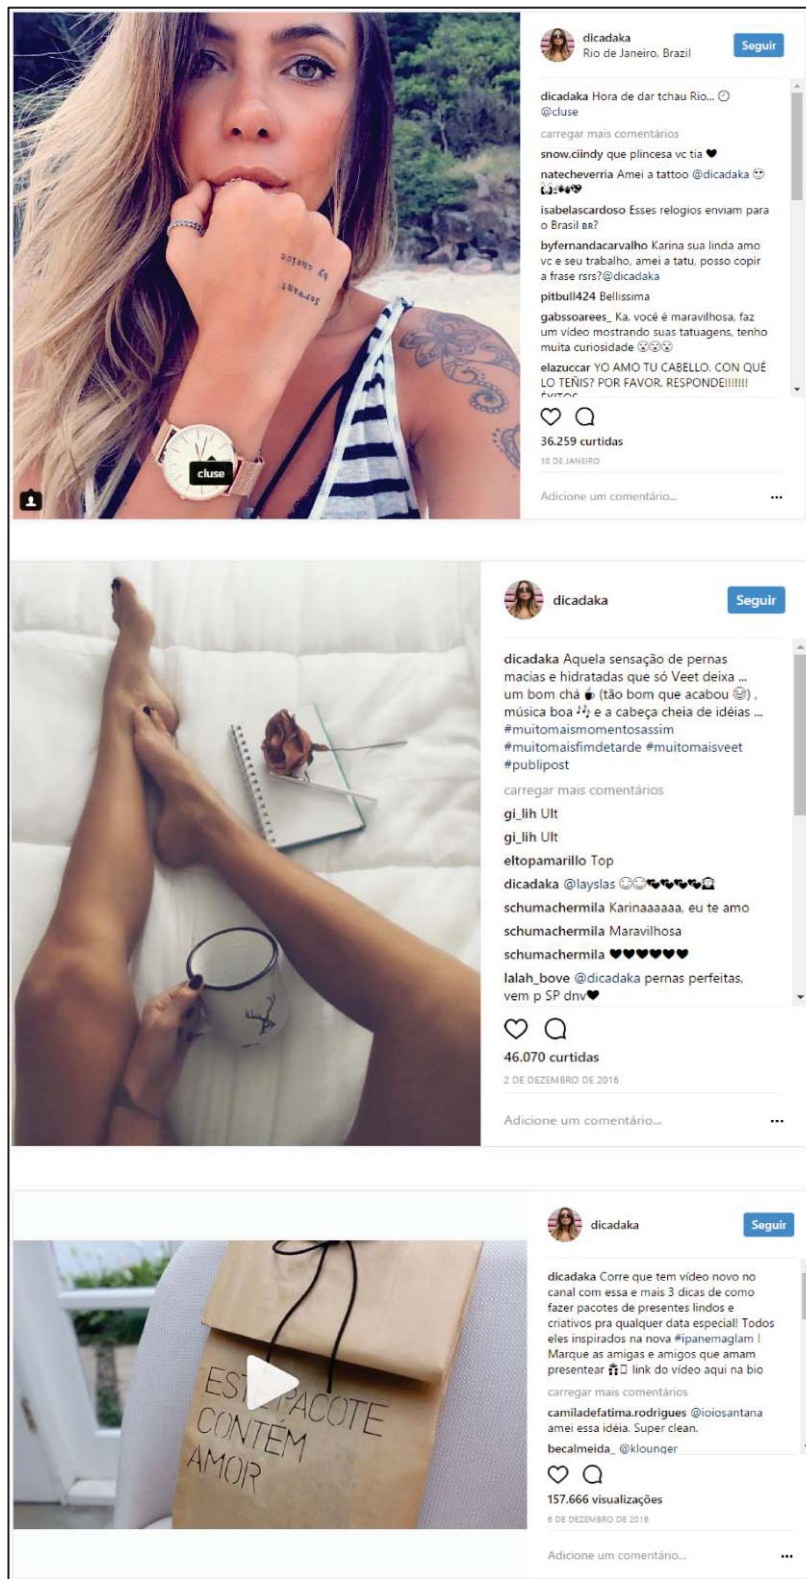 dicadaka
Rio de Janeiro, Brazil
Seguir
dicadaka Hora de dar tchau Rio...
@cluse
carregar mais comentários
snow.ciindy que plincesa vc tia
natecheverria Amei a tattoo @dicadaka
isabelascardoso Esses relogios enviam para
o Brasil BR?
byfernandacarvalho Karina sua linda amo
vc e seu trabalho, amei a tatu, posso copir
a frase rsrs?@dicadaka
pitbull424 Bellissima
gabssoarees_ Ka, você é maravilhosa, faz
um vídeo mostrando suas tatuagens, tenho
muita curiosidade
elazuccar YO AMO TU CABELLO. CON QUÉ
LO TEÑIS? POR FAVOR, RESPONDE!!!!!!!
ÉXITOS
36.259 curtidas
10 DE JANEIRO
Adicione um comentário...
servant
by choice
cluse
dicadaka
Seguir
dicadaka Aquela sensação de pernas
macias e hidratadas que só Veet deixa ...
um bom chá (tão bom que acabou ) ,
música boa e a cabeça cheia de idéias ...
#muitomaismomentosassim
#muitomaisfimdetarde #muitomaisveet
#publipost
carregar mais comentários
gi_lih Ult
gi_lih Ult
eltopamarillo Top
dicadaka @layslas
schumachermila Karinaaaaaa, eu te amo
schumachermila Maravilhosa
schumachermila ♥♥♥♥♥♥
lalah_bove @dicadaka pernas perfeitas,
vem p SP dnv♥
46.070 curtidas
2 DE DEZEMBRO DE 2016
Adicione um comentário...
dicadaka
Seguir
dicadaka Corre que tem vídeo novo no
canal com essa e mais 3 dicas de como
fazer pacotes de presentes lindos e
criativos pra qualquer data especial! Todos
eles inspirados na nova #ipanemaglam !
Marque as amigas e amigos que amam
presentear link do vídeo aqui na bio
carregar mais comentários
camiladefatima.rodrigues @ioiosantana
amei essa idéia. Super clean.
becalmeida_ @klounger
157.666 visualizações
6 DE DEZEMBRO DE 2016
Adicione um comentário...
ESTE PACOTE
CONTÉM
AMOR